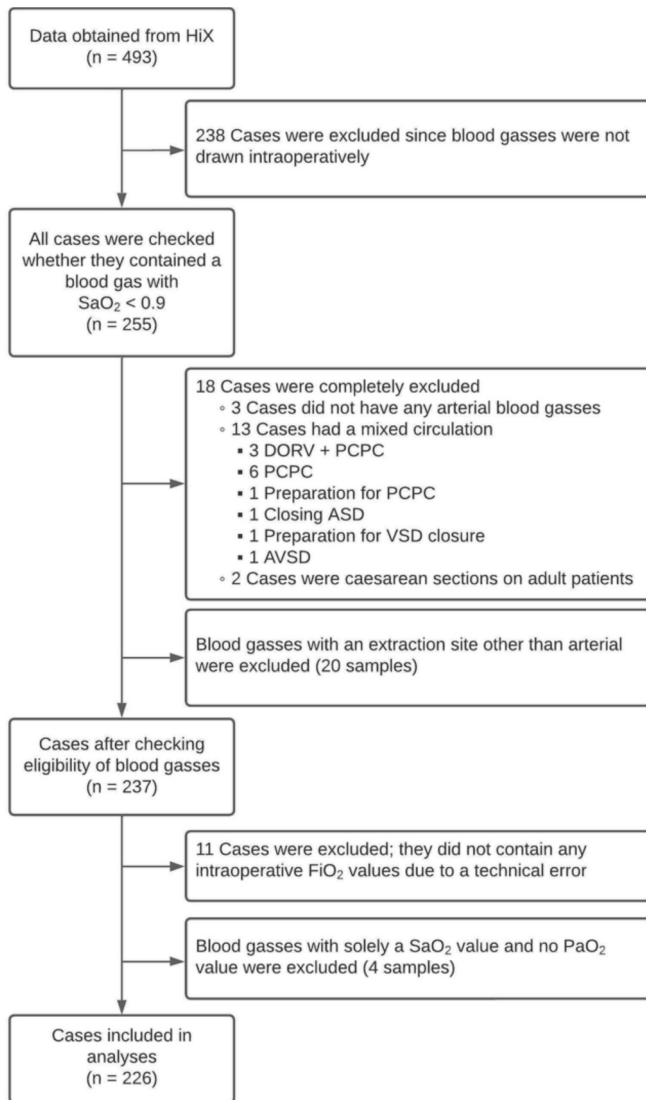 Data obtained from HiX
(n = 493)
238 Cases were excluded since blood gasses were not
drawn intraoperatively
All cases were checked
whether they contained a
blood gas with
SaO₂ < 0.9
(n = 255)
18 Cases were completely excluded
◦ 3 Cases did not have any arterial blood gasses
◦ 13 Cases had a mixed circulation
▪ 3 DORV + PCPC
▪ 6 PCPC
▪ 1 Preparation for PCPC
▪ 1 Closing ASD
▪ 1 Preparation for VSD closure
▪ 1 AVSD
◦ 2 Cases were caesarean sections on adult patients
Blood gasses with an extraction site other than arterial
were excluded (20 samples)
Cases after checking
eligibility of blood gasses
(n = 237)
11 Cases were excluded; they did not contain any
intraoperative FiO₂ values due to a technical error
Blood gasses with solely a SaO₂ value and no PaO₂
value were excluded (4 samples)
Cases included in
analyses
(n = 226)